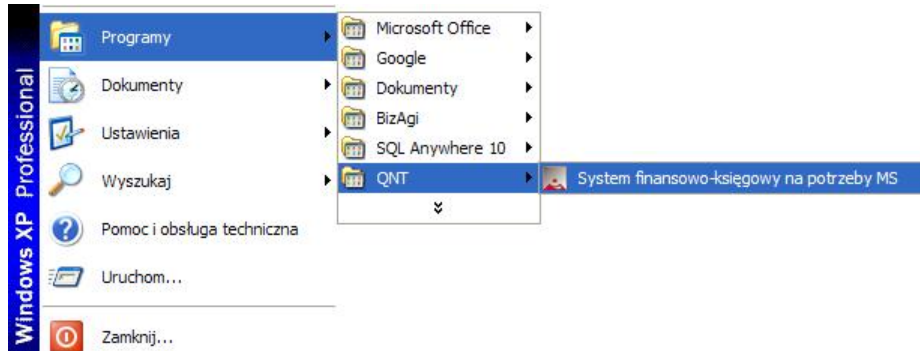 Windows XP Professional
Programy
Dokumenty
Ustawienia
Wyszukaj
Pomoc i obsługa techniczna
Uruchom...
Zamknij...
Microsoft Office
Google
Dokumenty
BizAgi
SQL Anywhere 10
QNT
System finansowo-księgowy na potrzeby MS